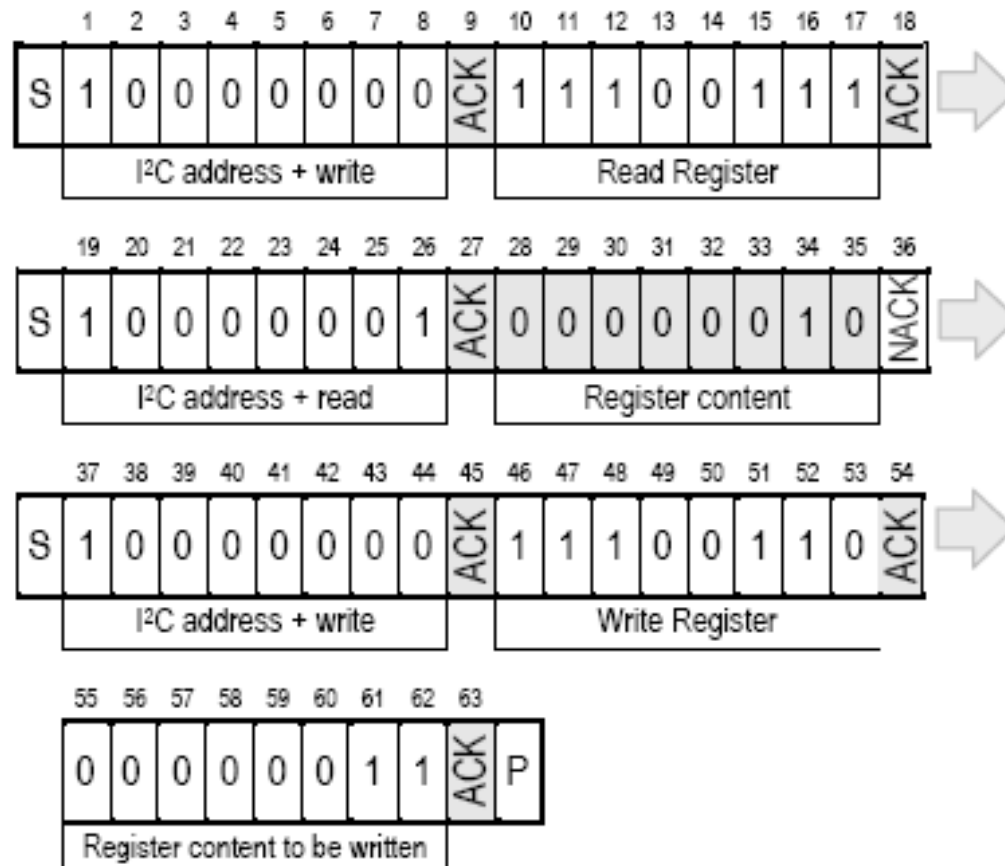 1 2 3 4 5 6 7 8 9 10 11 12 13 14 15 16 17 18
S 1 0 0 0 0 0 0 0 ACK 1 1 1 0 0 1 1 1 ACK
I²C address + write Read Register
19 20 21 22 23 24 25 26 27 28 29 30 31 32 33 34 35 36
S 1 0 0 0 0 0 0 1 ACK 0 0 0 0 0 0 1 0 NACK
I²C address + read Register content
37 38 39 40 41 42 43 44 45 46 47 48 49 50 51 52 53 54
S 1 0 0 0 0 0 0 0 ACK 1 1 1 0 0 1 1 0 ACK
I²C address + write Write Register
55 56 57 58 59 60 61 62 63
0 0 0 0 0 0 1 1 ACK P
Register content to be written